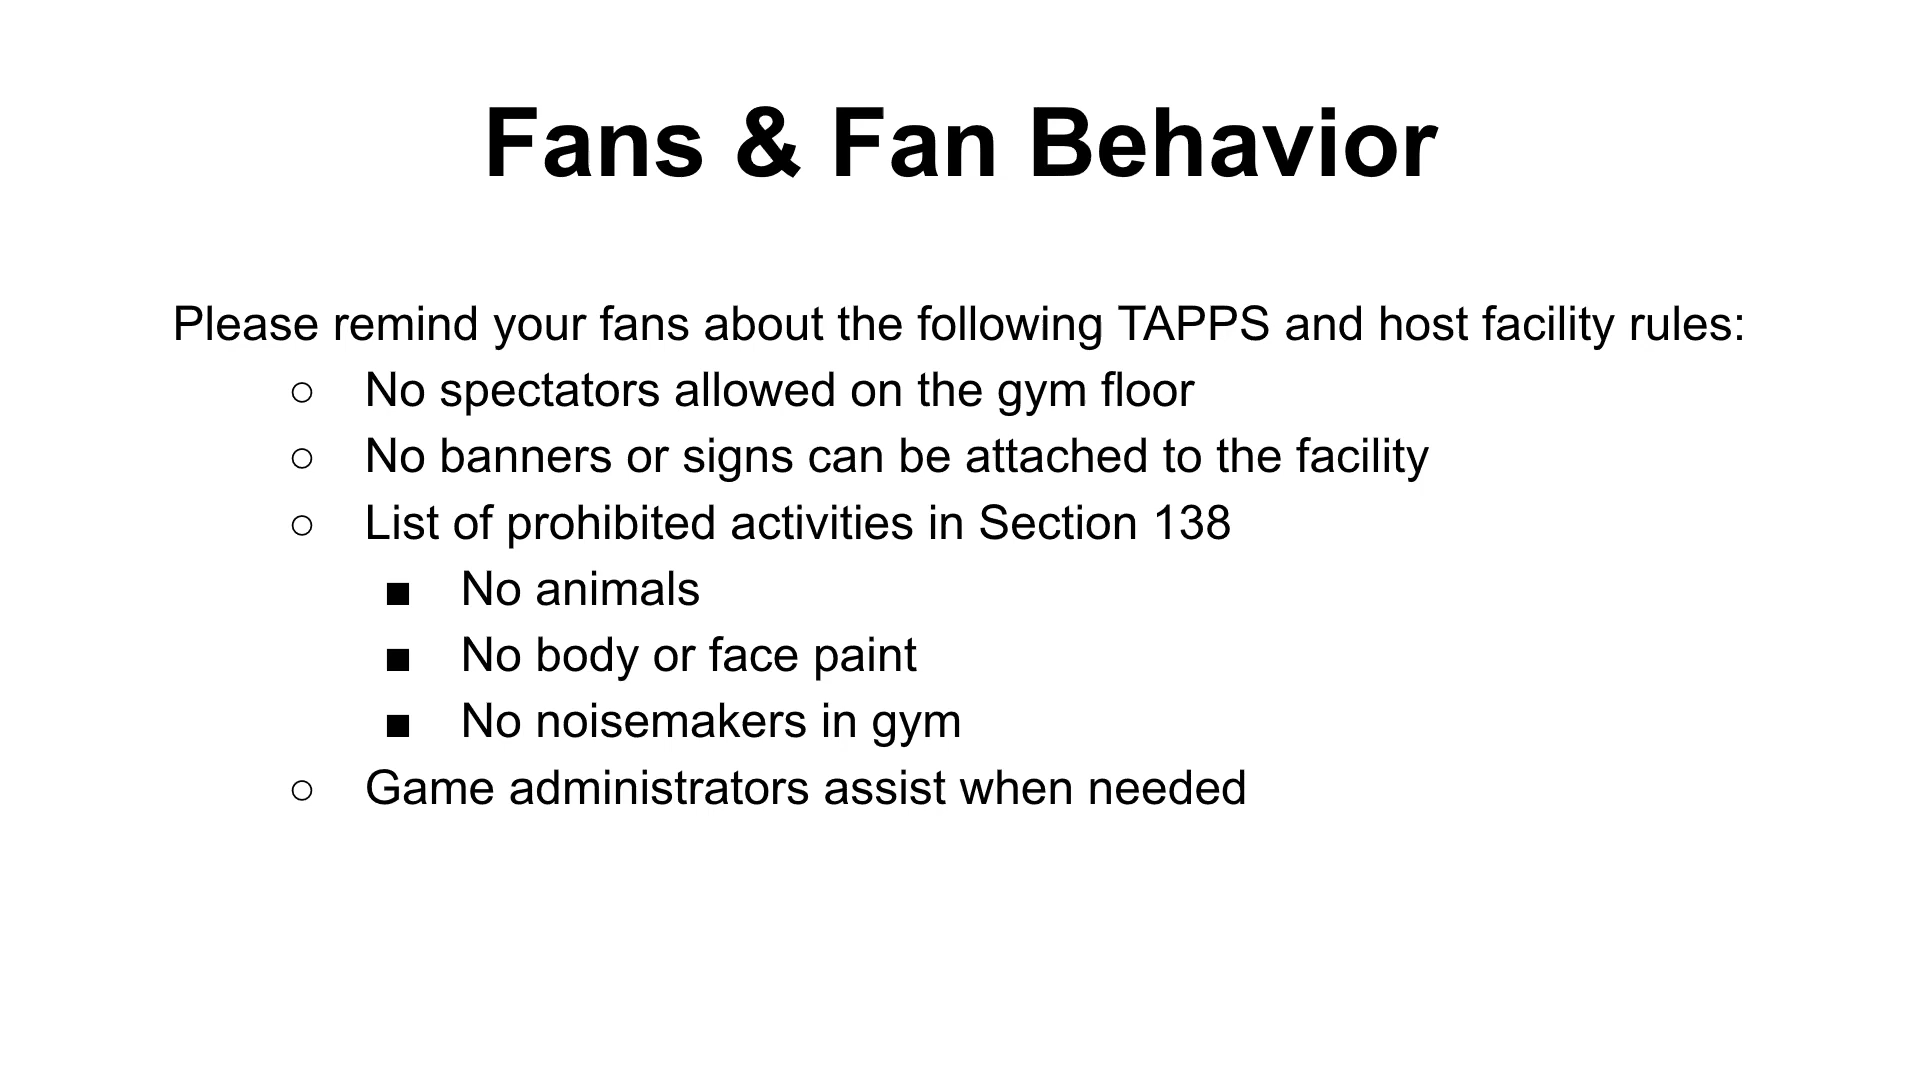 Fans & Fan Behavior
Please remind your fans about the following TAPPS and host facility rules:
○ No spectators allowed on the gym floor
○ No banners or signs can be attached to the facility
○ List of prohibited activities in Section 138
■ No animals
■ No body or face paint
■ No noisemakers in gym
○ Game administrators assist when needed